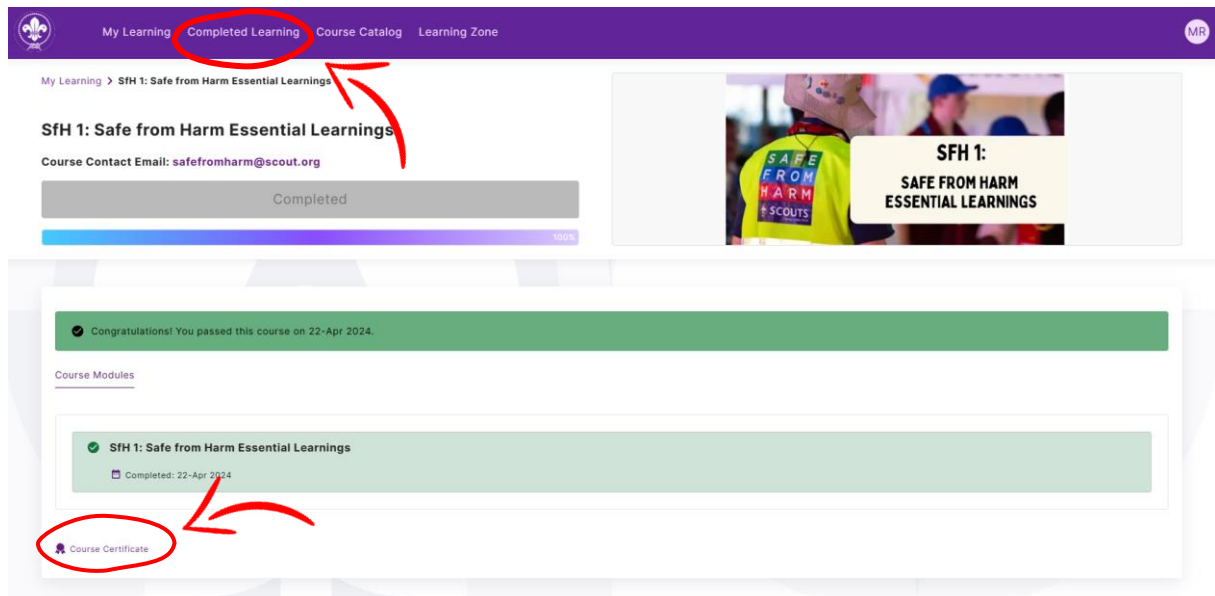 My Learning Completed Learning Course Catalog Learning Zone MR
My Learning > SfH 1: Safe from Harm Essential Learnings
SfH 1: Safe from Harm Essential Learnings
Course Contact Email: safefromharm@scout.org
Completed
100%
SAFE
FROM
HARM
SCOUTS
SFH 1:
SAFE FROM HARM
ESSENTIAL LEARNINGS
Congratulations! You passed this course on 22-Apr 2024.
Course Modules
SfH 1: Safe from Harm Essential Learnings
Completed: 22-Apr 2024
Course Certificate